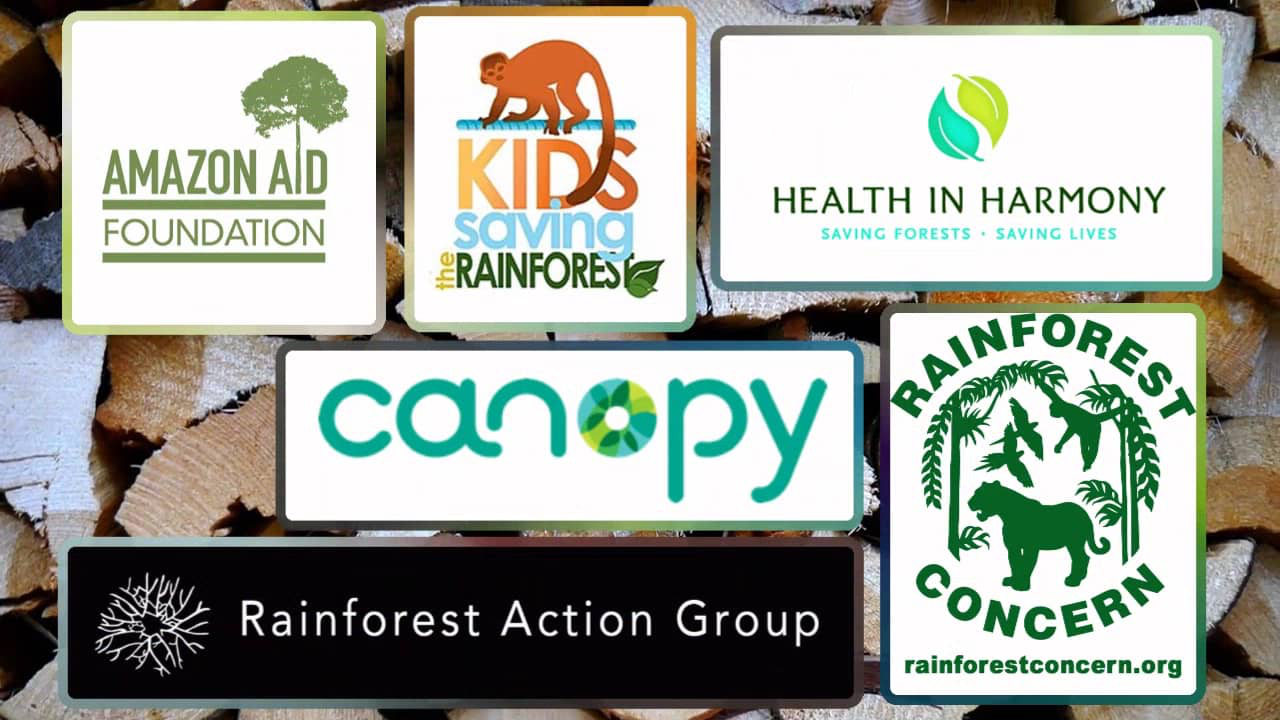 AMAZON AID
FOUNDATION
KIDS
saving
the
RAINFOREST
HEALTH IN HARMONY
SAVING FORESTS • SAVING LIVES
canopy
RAINFOREST
CONCERN
rainforestconcern.org
Rainforest Action Group